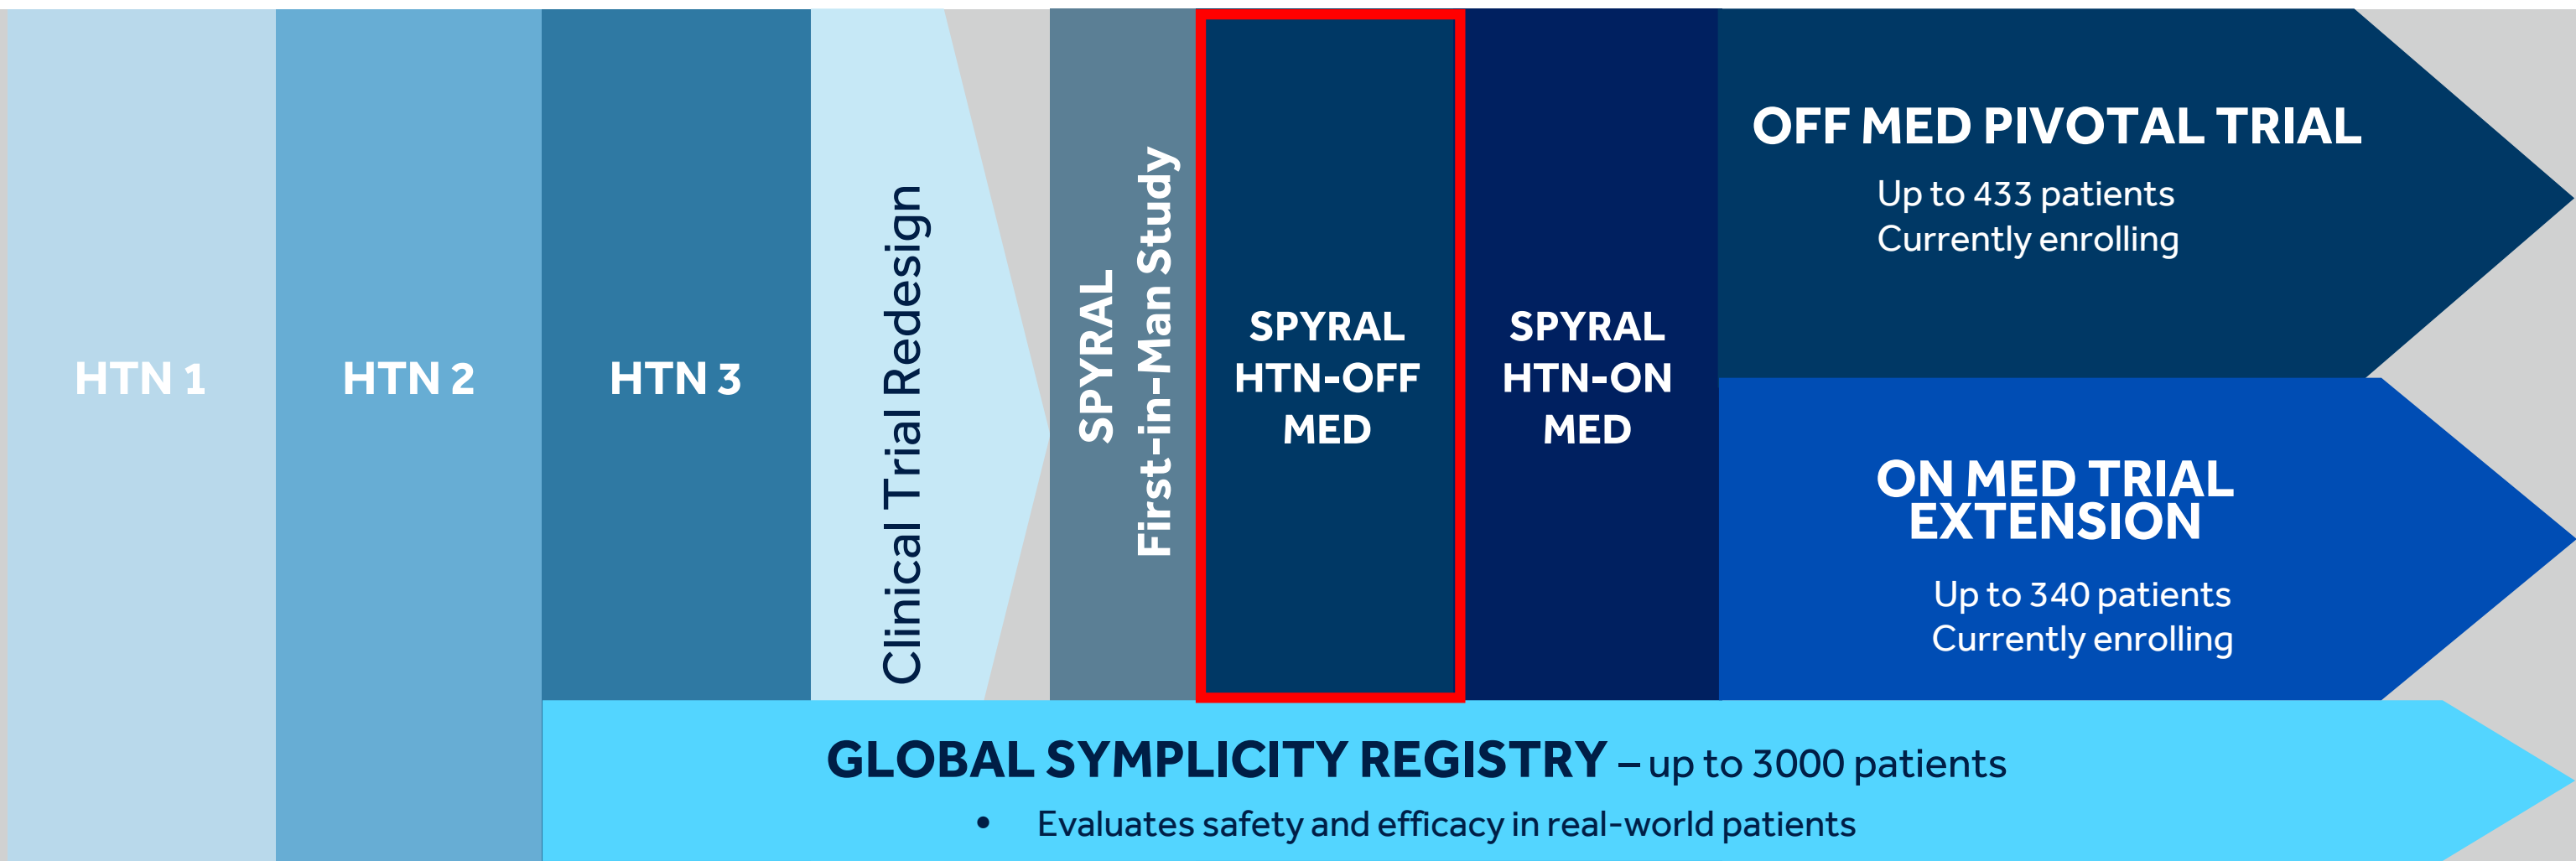 HTN 1
HTN 2
HTN 3
Clinical Trial Redesign
SPYRAL
First-in-Man Study
SPYRAL
HTN-OFF
MED
SPYRAL
HTN-ON
MED
OFF MED PIVOTAL TRIAL
Up to 433 patients
Currently enrolling
ON MED TRIAL
EXTENSION
Up to 340 patients
Currently enrolling
GLOBAL SYMPLICITY REGISTRY – up to 3000 patients
• Evaluates safety and efficacy in real-world patients